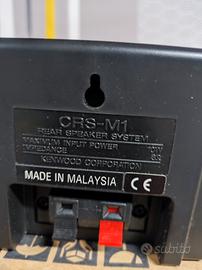 CRS-M1
REAR SPEAKER SYSTEM
MAXIMUM INPUT POWER
IMPEDANCE
KENWOOD CORPORATION
MADE IN MALAYSIA CE
subito